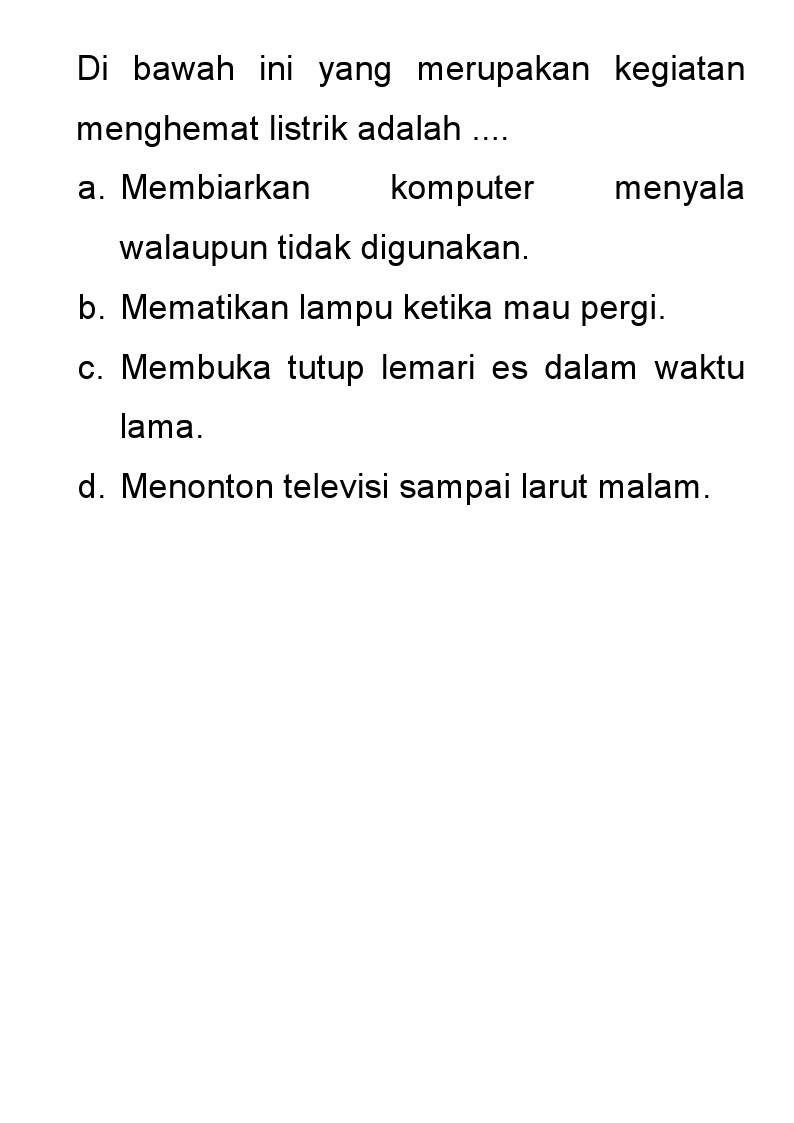 Di bawah ini yang merupakan kegiatan
menghemat listrik adalah ....
a. Membiarkan komputer menyala
walaupun tidak digunakan.
b. Mematikan lampu ketika mau pergi.
c. Membuka tutup lemari es dalam waktu
lama.
d. Menonton televisi sampai larut malam.